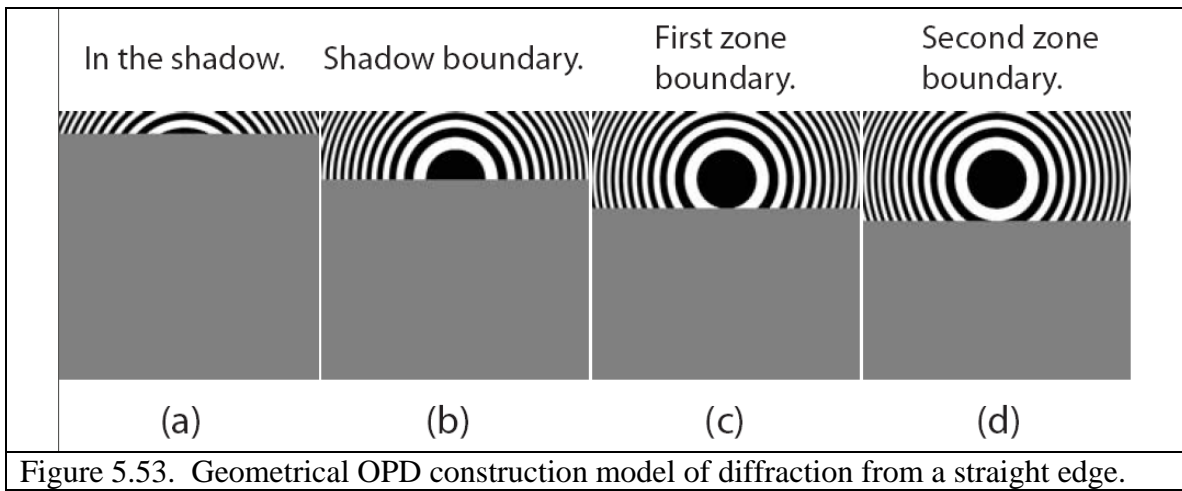 In the shadow.
Shadow boundary.
First zone
boundary.
Second zone
boundary.
(a)
(b)
(c)
(d)
Figure 5.53. Geometrical OPD construction model of diffraction from a straight edge.